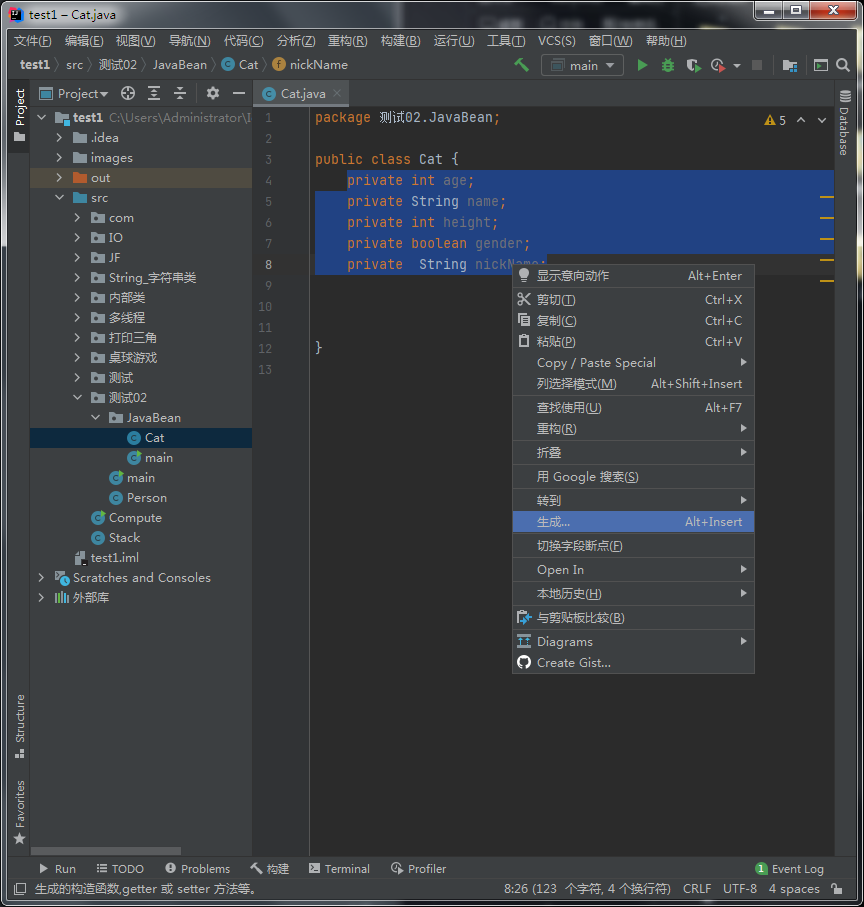 test1 – Cat.java
文件(F) 编辑(E) 视图(V) 导航(N) 代码(C) 分析(Z) 重构(R) 构建(B) 运行(U) 工具(T) VCS(S) 窗口(W) 帮助(H)
test1 src 测试02 JavaBean Cat nickName main
Project
Project
Cat.java
Database
test1 C:\Users\Administrator\I
.idea
images
out
src
com
IO
JF
String_字符串类
内部类
多线程
打印三角
桌球游戏
测试
测试02
JavaBean
Cat
main
main
Person
Compute
Stack
test1.iml
Scratches and Consoles
外部库
Structure
Favorites
5
1 package 测试02.JavaBean;
2
3 public class Cat {
4 private int age;
5 private String name;
6 private int height;
7 private boolean gender;
8 private  String nickName;
9
10
11
12 }
13
显示意向动作 Alt+Enter
剪切(T) Ctrl+X
复制(C) Ctrl+C
粘贴(P) Ctrl+V
Copy / Paste Special
列选择模式(M) Alt+Shift+Insert
查找使用(U) Alt+F7
重构(R)
折叠
用 Google 搜索(S)
转到
生成... Alt+Insert
切换字段断点(F)
Open In
本地历史(H)
与剪贴板比较(B)
Diagrams
Create Gist...
Run TODO Problems 构建 Terminal Profiler 1 Event Log
生成的构造函数,getter 或 setter 方法等。 8:26 (123 个字符, 4 个换行符) CRLF UTF-8 4 spaces